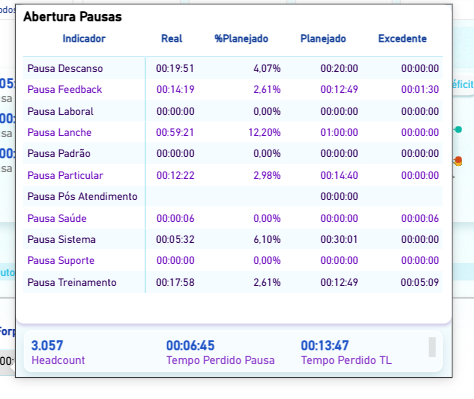 Abertura Pausas
Indicador Real %Planejado Planejado Excedente
Pausa Descanso 00:19:51 4,07% 00:20:00 00:00:00
Pausa Feedback 00:14:19 2,61% 00:12:49 00:01:30
Pausa Laboral 00:00:00 0,00% 00:00:00 00:00:00
Pausa Lanche 00:59:21 12,20% 01:00:00 00:00:00
Pausa Padrão 00:00:00 0,00% 00:00:00 00:00:00
Pausa Particular 00:12:22 2,98% 00:14:40 00:00:00
Pausa Pós Atendimento 00:00:00
Pausa Saúde 00:00:06 0,00% 00:00:00 00:00:06
Pausa Sistema 00:05:32 6,10% 00:30:01 00:00:00
Pausa Suporte 00:00:00 0,00% 00:00:00 00:00:00
Pausa Treinamento 00:17:58 2,61% 00:12:49 00:05:09
3.057 00:06:45 00:13:47
Headcount Tempo Perdido Pausa Tempo Perdido TL